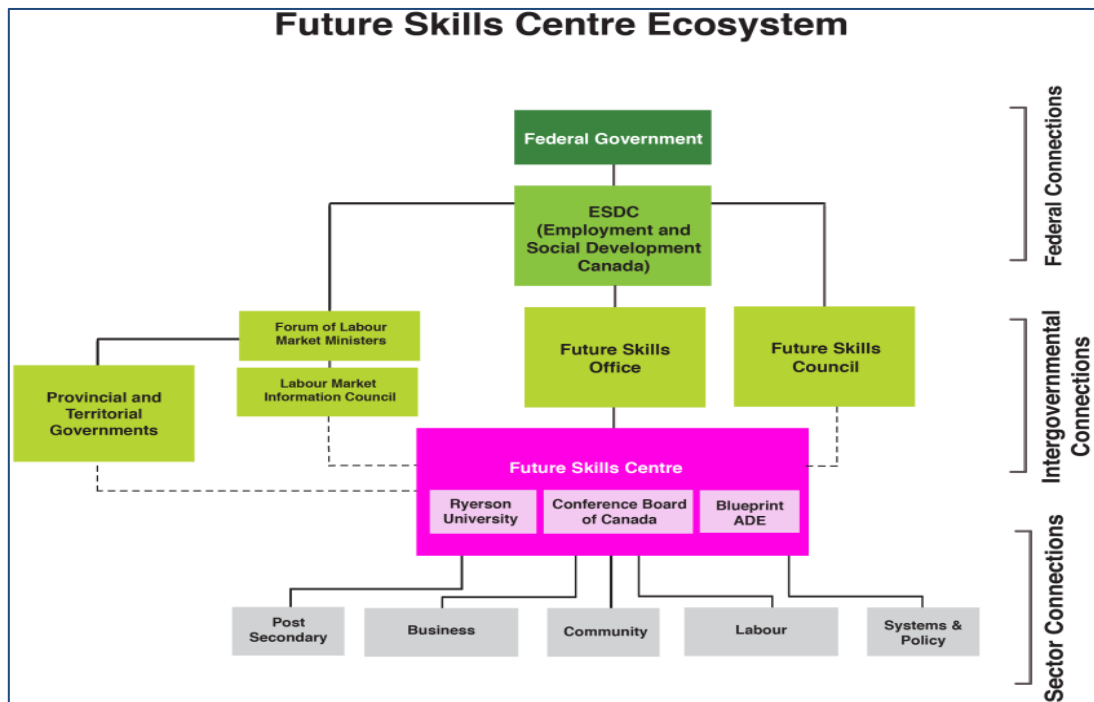 Future Skills Centre Ecosystem
Federal Government
ESDC
(Employment and
Social Development
Canada)
Federal Connections
Forum of Labour
Market Ministers
Labour Market
Information Council
Provincial and
Territorial
Governments
Future Skills
Office
Future Skills
Council
Intergovernmental
Connections
Future Skills Centre
Ryerson
University
Conference Board
of Canada
Blueprint
ADE
Post
Secondary
Business
Community
Labour
Systems &
Policy
Sector Connections